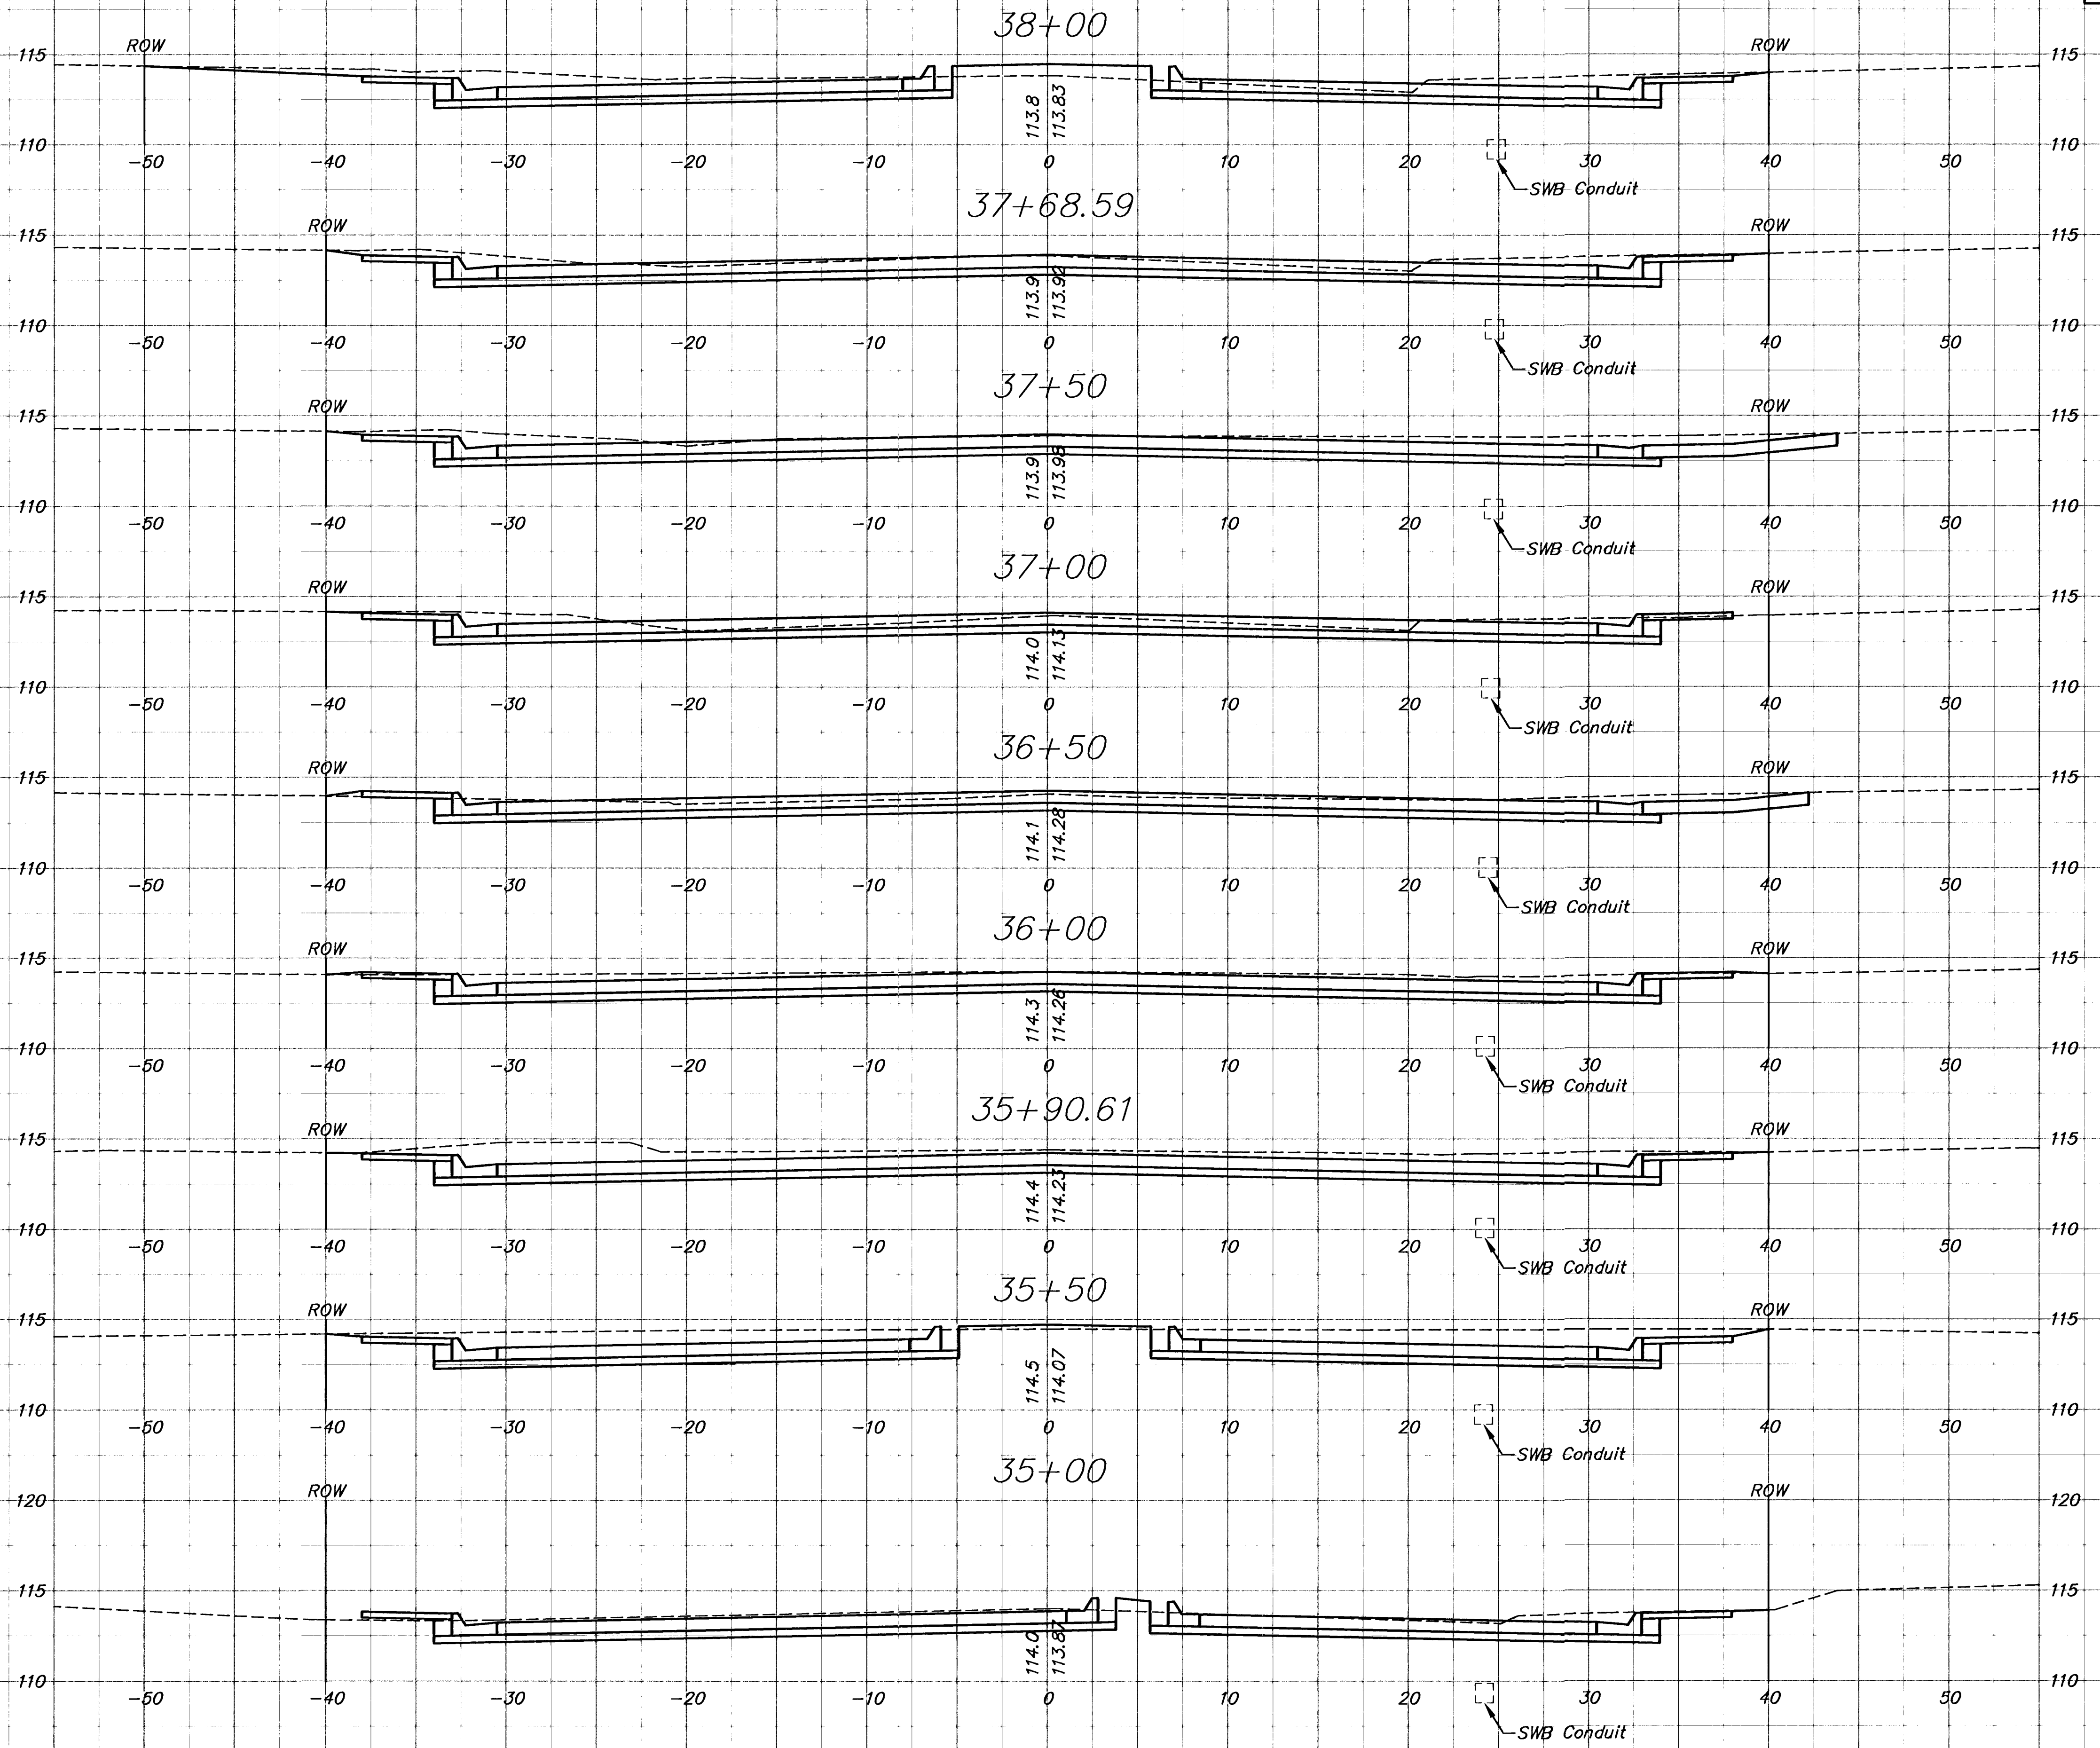 38+00
115 ROW ROW 115
113.8 113.83
110 110
-50 -40 -30 -20 -10 0 10 20 30 40 50
SWB Conduit
37+68.59
115 ROW ROW 115
113.9 113.92
110 110
-50 -40 -30 -20 -10 0 10 20 30 40 50
SWB Conduit
37+50
115 ROW ROW 115
113.9 113.98
110 110
-50 -40 -30 -20 -10 0 10 20 30 40 50
SWB Conduit
37+00
115 ROW ROW 115
114.0 114.13
110 110
-50 -40 -30 -20 -10 0 10 20 30 40 50
SWB Conduit
36+50
115 ROW ROW 115
114.1 114.28
110 110
-50 -40 -30 -20 -10 0 10 20 30 40 50
SWB Conduit
36+00
115 ROW ROW 115
114.3 114.26
110 110
-50 -40 -30 -20 -10 0 10 20 30 40 50
SWB Conduit
35+90.61
115 ROW ROW 115
114.4 114.23
110 110
-50 -40 -30 -20 -10 0 10 20 30 40 50
SWB Conduit
35+50
115 ROW ROW 115
114.5 114.07
110 110
-50 -40 -30 -20 -10 0 10 20 30 40 50
SWB Conduit
35+00
120 ROW ROW 120
115 115
114.0 113.87
110 110
-50 -40 -30 -20 -10 0 10 20 30 40 50
SWB Conduit